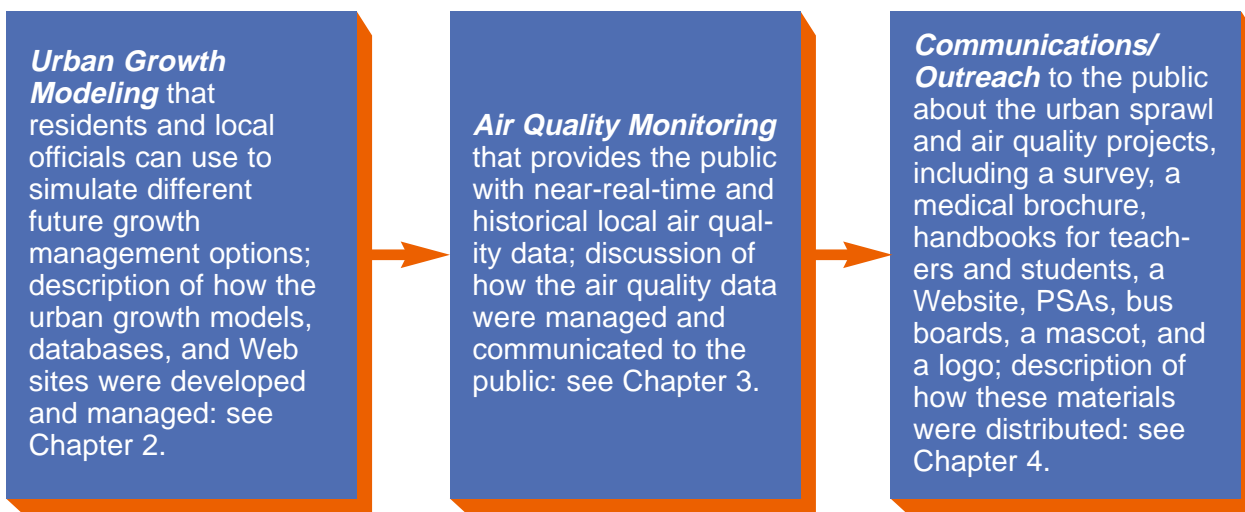 Urban Growth
Modeling that
residents and local
officials can use to
simulate different
future growth
management options;
description of how the
urban growth models,
databases, and Web
sites were developed
and managed: see
Chapter 2.
Air Quality Monitoring
that provides the public
with near-real-time and
historical local air qual-
ity data; discussion of
how the air quality data
were managed and
communicated to the
public: see Chapter 3.
Communications/
Outreach to the public
about the urban sprawl
and air quality projects,
including a survey, a
medical brochure,
handbooks for teach-
ers and students, a
Website, PSAs, bus
boards, a mascot, and
a logo; description of
how these materials
were distributed: see
Chapter 4.